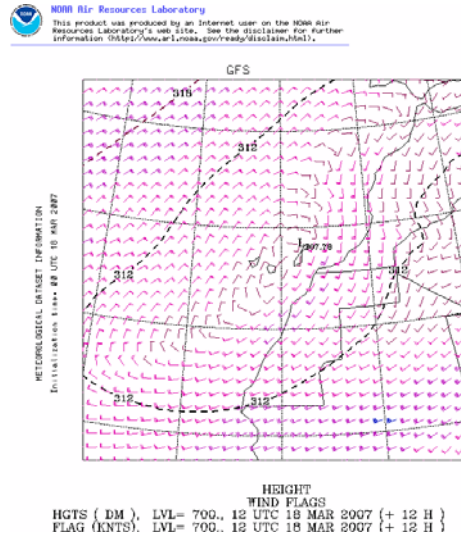 NOAA Air Resources Laboratory
This product was produced by an Internet user on the NOAA Air
Resources Laboratory's web site. See the disclaimer for further
information (http://www.arl.noaa.gov/ready/disclaim.html).
GFS
316
312
312
312
312
312
METEOROLOGICAL DATASET INFORMATION
Initialization time: 00 UTC 18 MAR 2007
HEIGHT
WIND FLAGS
HGTS ( DM ), LVL= 700., 12 UTC 18 MAR 2007 (+ 12 H )
FLAG (KNTS), LVL= 700., 12 UTC 18 MAR 2007 (+ 12 H )